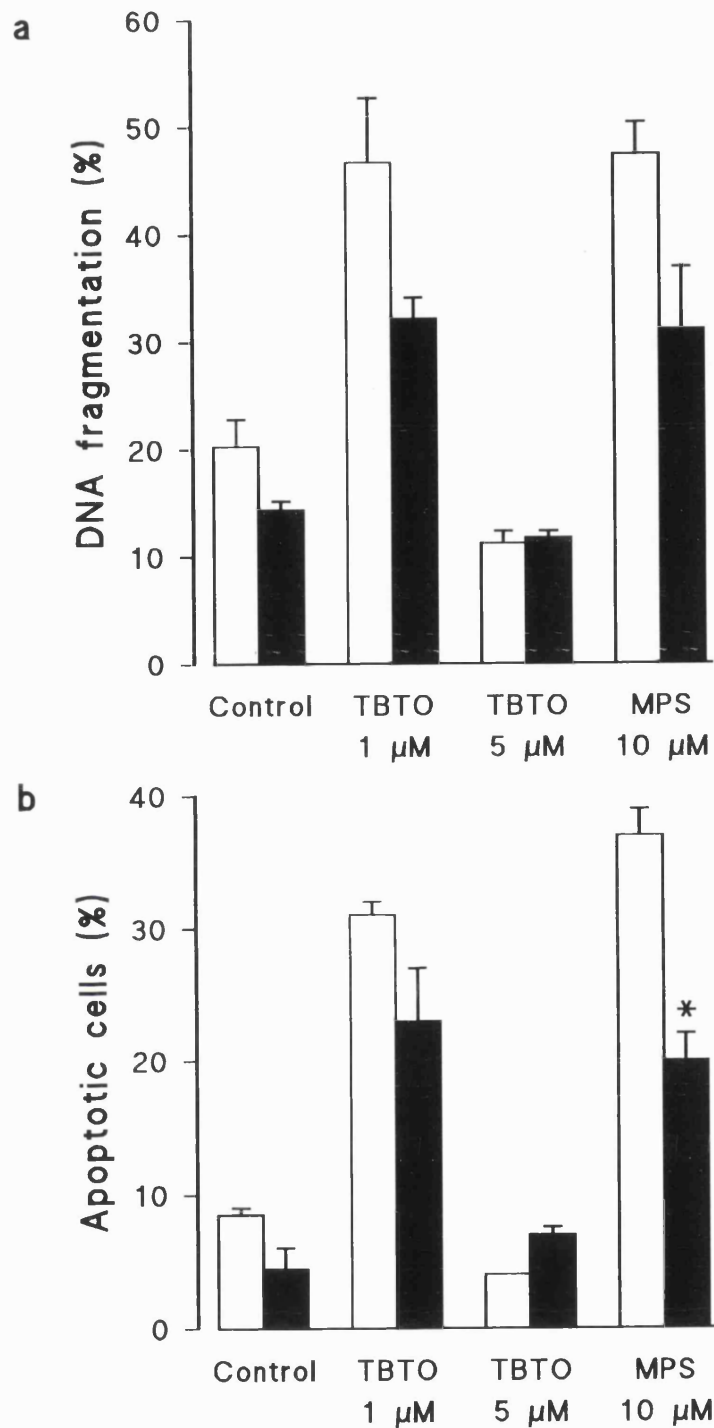 a
DNA fragmentation (%)
60
50
40
30
20
10
0
Control TBTO TBTO MPS
1 µM 5 µM 10 µM
b
Apoptotic cells (%)
40
30
20
10
0
*
Control TBTO TBTO MPS
1 µM 5 µM 10 µM